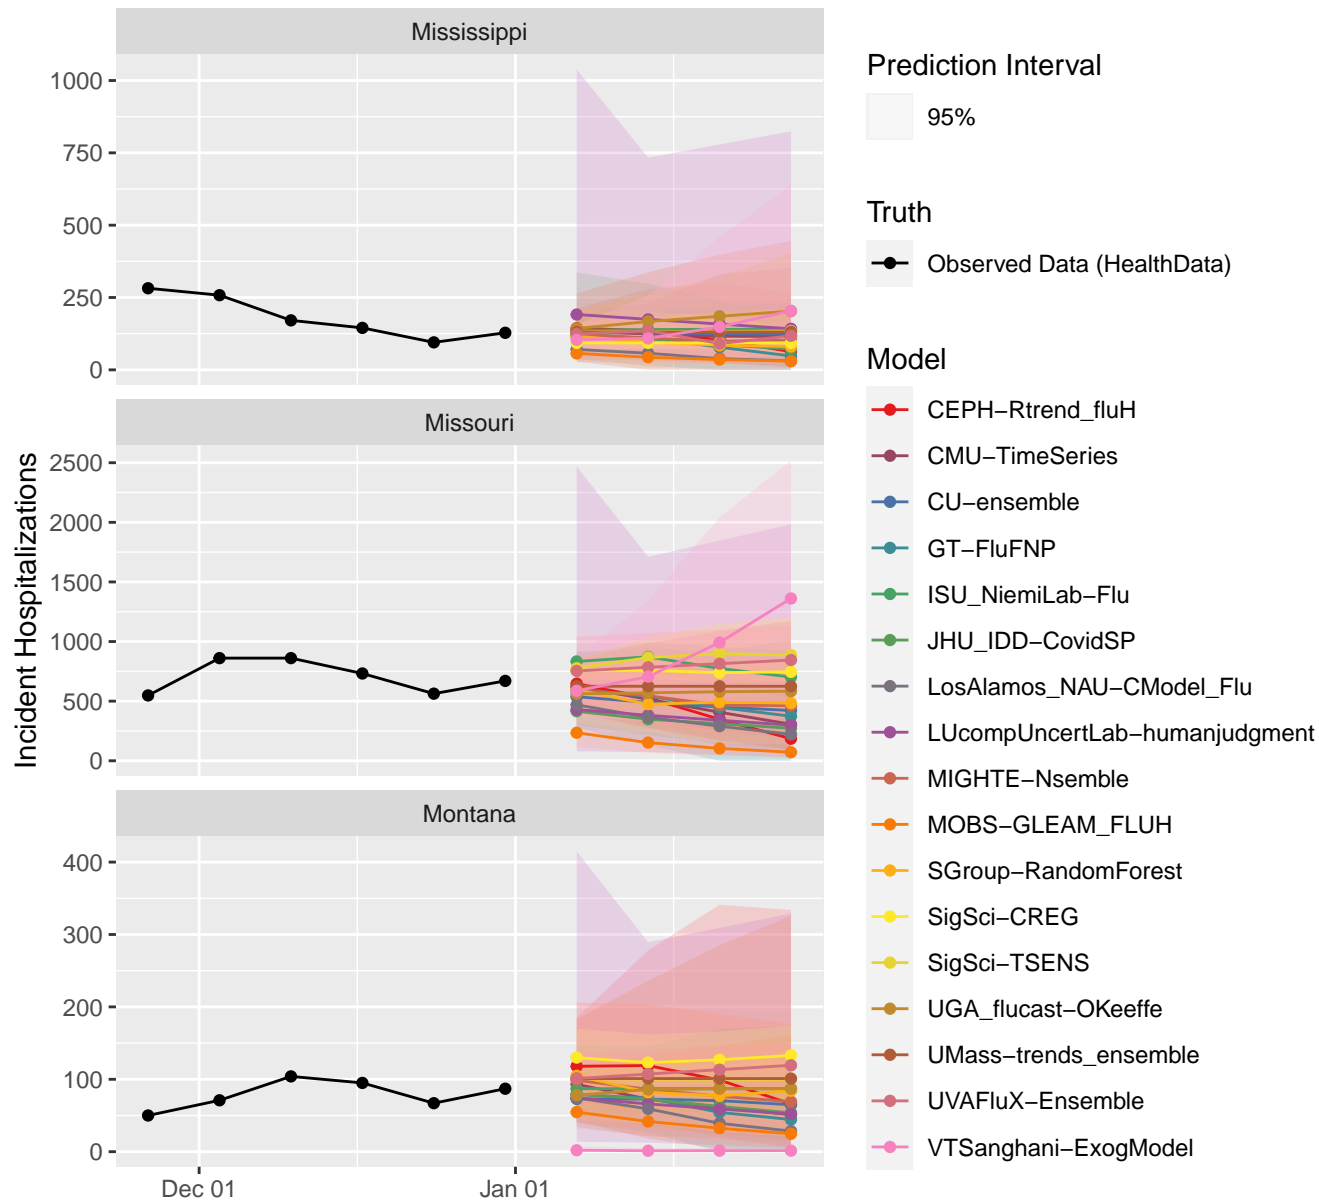 Mississippi
1000
750
500
250
0
Missouri
2500
2000
1500
1000
500
0
Montana
400
300
200
100
0
Dec 01
Jan 01
Incident Hospitalizations
Prediction Interval
95%
Truth
Observed Data (HealthData)
Model
CEPH−Rtrend_fluH
CMU−TimeSeries
CU−ensemble
GT−FluFNP
ISU_NiemiLab−Flu
JHU_IDD−CovidSP
LosAlamos_NAU−CModel_Flu
LUcompUncertLab−humanjudgment
MIGHTE−Nsemble
MOBS−GLEAM_FLUH
SGroup−RandomForest
SigSci−CREG
SigSci−TSENS
UGA_flucast−OKeeffe
UMass−trends_ensemble
UVAFluX−Ensemble
VTSanghani−ExogModel